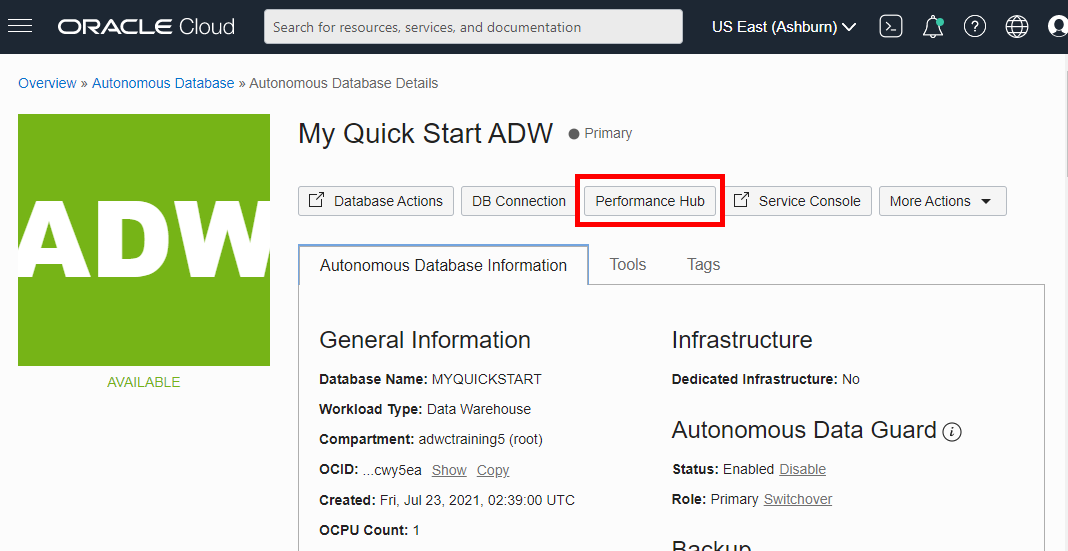 ORACLE Cloud Search for resources, services, and documentation US East (Ashburn)
Overview » Autonomous Database » Autonomous Database Details
ADW
AVAILABLE
My Quick Start ADW Primary
Database Actions DB Connection Performance Hub Service Console More Actions
Autonomous Database Information Tools Tags
General Information
Database Name: MYQUICKSTART
Workload Type: Data Warehouse
Compartment: adwctraining5 (root)
OCID: ...cwy5ea Show Copy
Created: Fri, Jul 23, 2021, 02:39:00 UTC
OCPU Count: 1
Infrastructure
Dedicated Infrastructure: No
Autonomous Data Guard
Status: Enabled Disable
Role: Primary Switchover
Backup